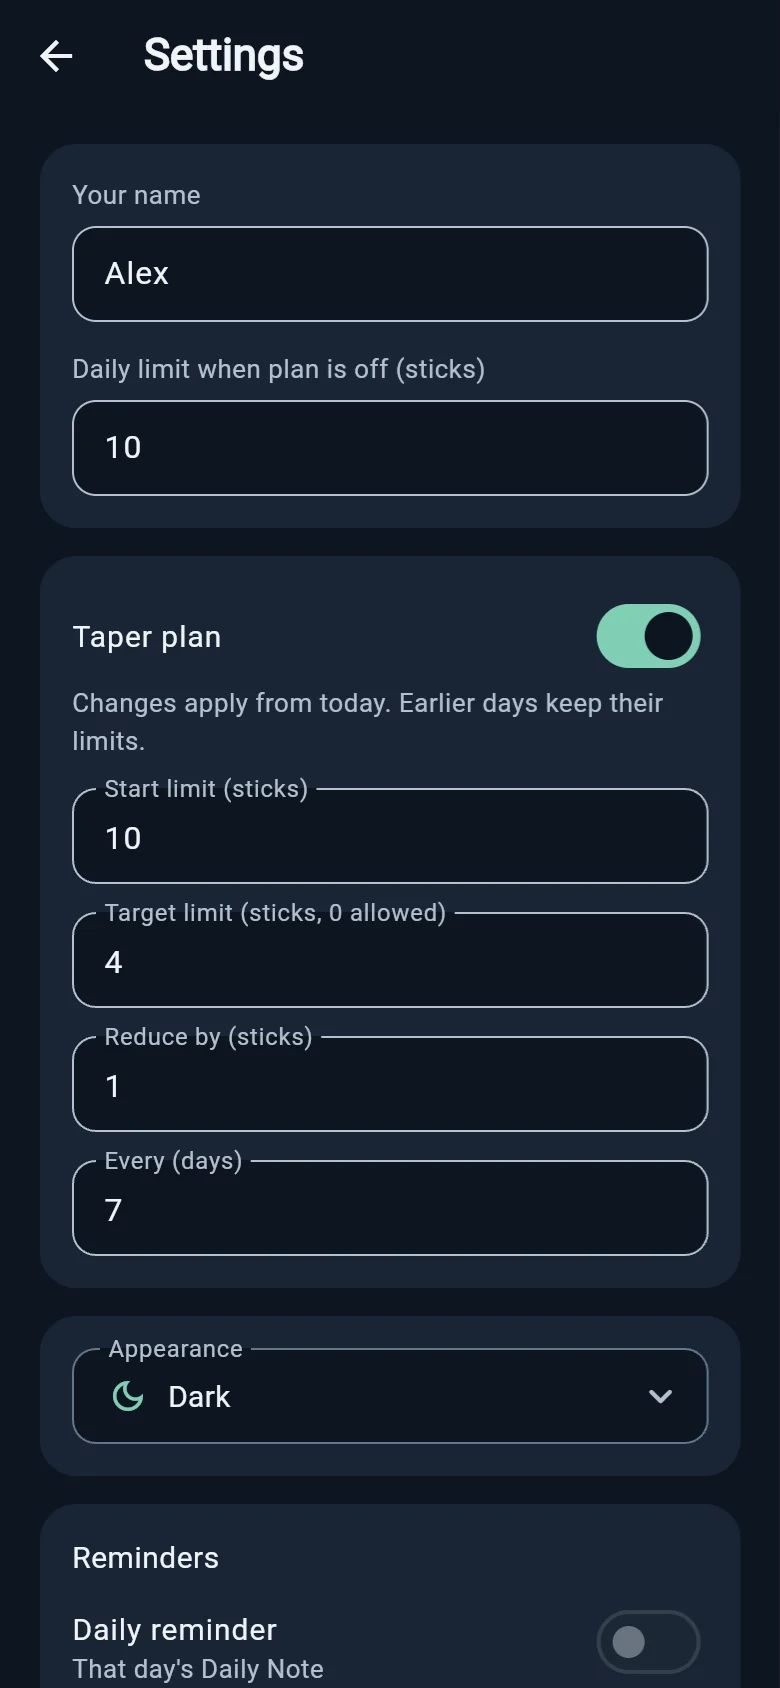 Settings
Your name
Alex
Daily limit when plan is off (sticks)
10
Taper plan
Changes apply from today. Earlier days keep their
limits.
Start limit (sticks)
10
Target limit (sticks, 0 allowed)
4
Reduce by (sticks)
1
Every (days)
7
Appearance
Dark
Reminders
Daily reminder
That day's Daily Note